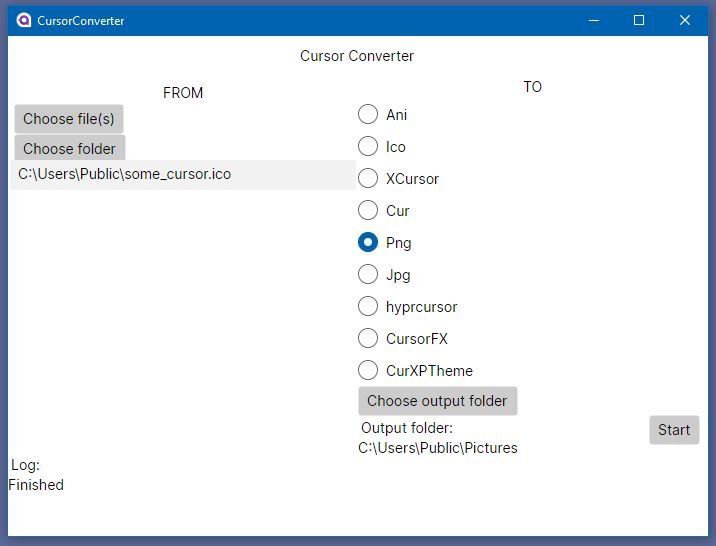 CursorConverter
Cursor Converter
FROM
Choose file(s)
Choose folder
C:\Users\Public\some_cursor.ico
TO
Ani
Ico
XCursor
Cur
Png
Jpg
hyprcursor
CursorFX
CurXPTheme
Choose output folder
Output folder:
C:\Users\Public\Pictures
Start
Log:
Finished